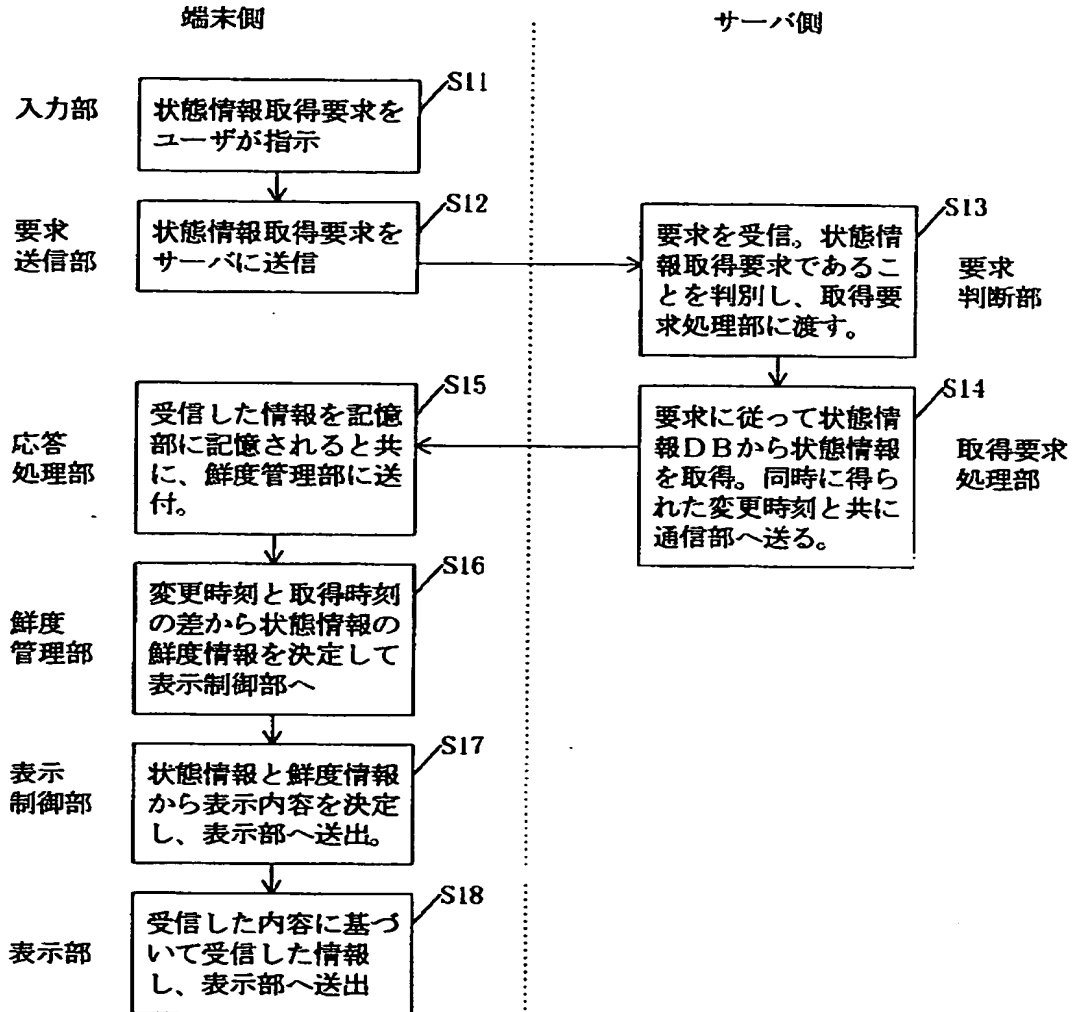 端末側
サーバ側
入力部
S11
状態情報取得要求を
ユーザが指示
要求
送信部
S12
状態情報取得要求を
サーバに送信
S13
要求を受信。状態情
報取得要求であるこ
とを判別し、取得要
求処理部に渡す。
要求
判断部
S14
要求に従って状態情
報DBから状態情報
を取得。同時に得ら
れた変更時刻と共に
通信部へ送る。
取得要求
処理部
応答
処理部
S15
受信した情報を記憶
部に記憶されると共
に、鮮度管理部に送
付。
鮮度
管理部
S16
変更時刻と取得時刻
の差から状態情報の
鮮度情報を決定して
表示制御部へ
表示
制御部
S17
状態情報と鮮度情報
から表示内容を決定
し、表示部へ送出。
表示部
S18
受信した内容に基づ
いて受信した情報
し、表示部へ送出